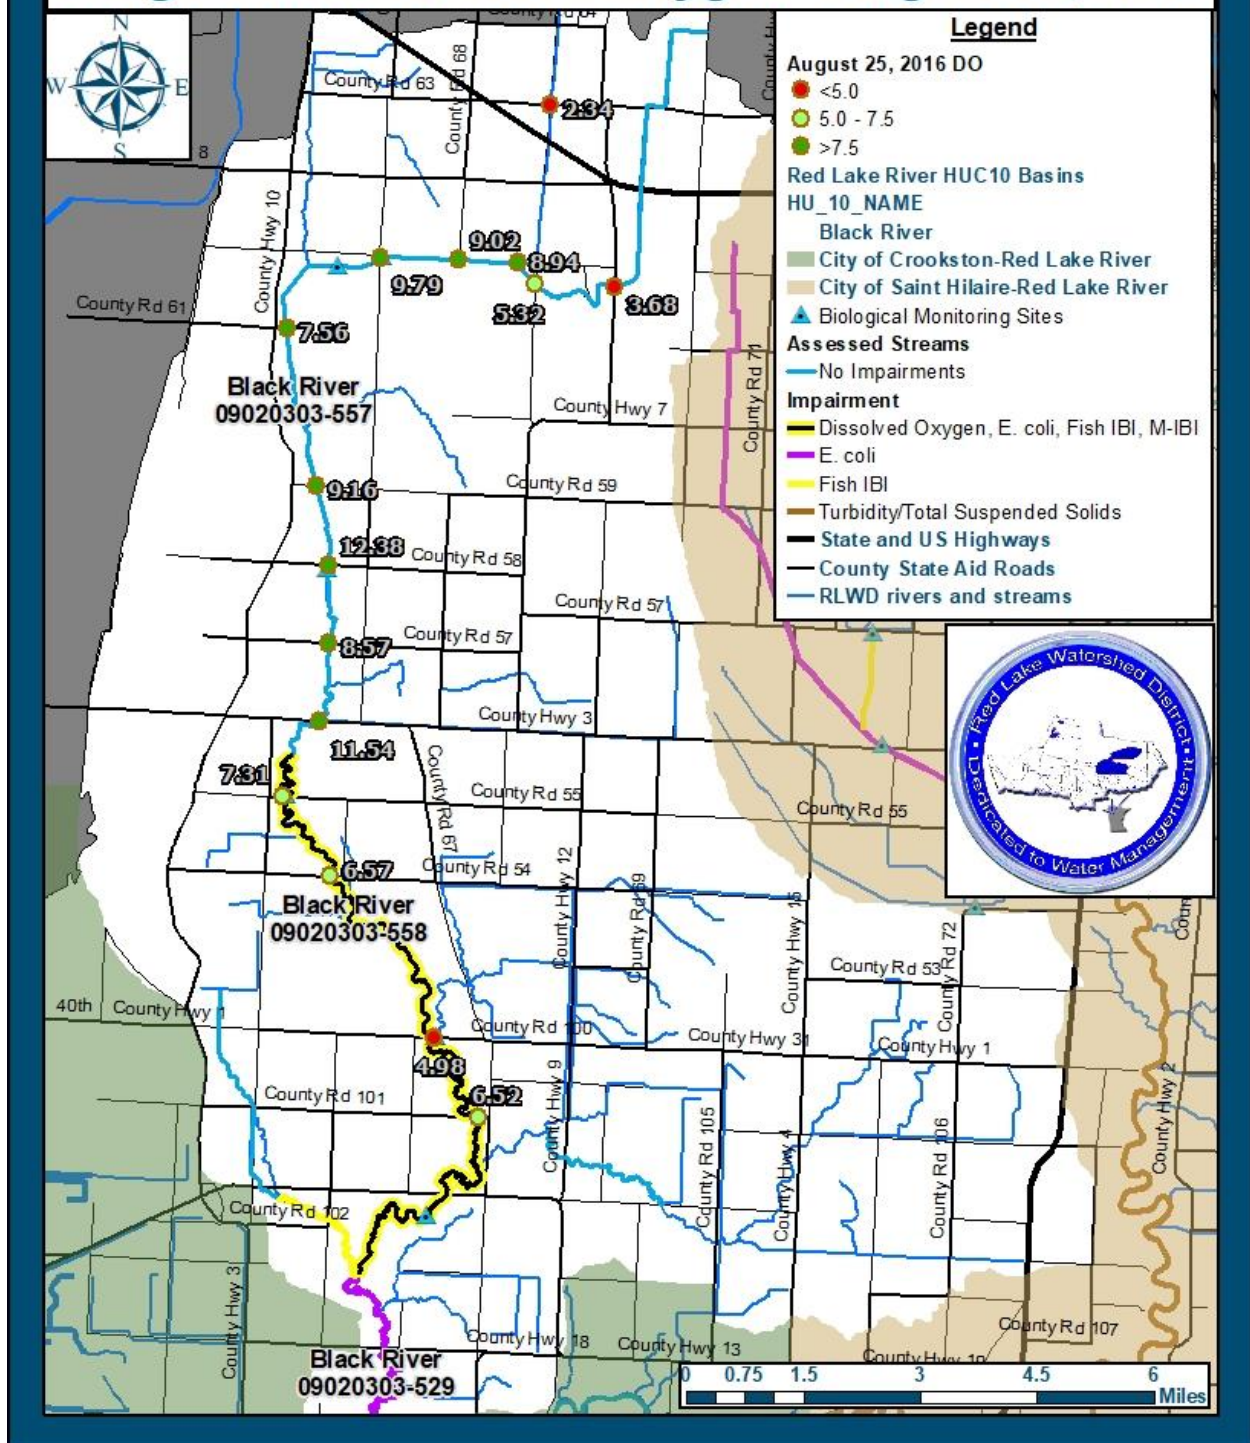 N
W
E
S
County Rd 64
County Rd 63
County Rd 68
2.34
8
County Hwy 10
9.02
8.94
9.79
5.32
3.68
County Rd 61
7.56
Black River
09020303-557
County Hwy 7
County Rd 71
9.16
County Rd 59
12.38
County Rd 58
County Rd 57
8.57
County Rd 57
County Hwy 3
11.54
7.31
County Rd 67
County Rd 55
County Rd 55
6.57
County Rd 54
County Hwy 12
County Rd 69
County Hwy 15
Black River
09020303-558
County Rd 53
County Rd 72
40th
County Hwy 1
County Rd 100
County Hwy 31
County Hwy 1
4.98
County Rd 101
6.52
County Hwy 9
County Rd 105
County Hwy 4
County Rd 106
County Hwy 2
County Rd 102
County Hwy 3
County Hwy 18
County Hwy 13
County Rd 107
Black River
09020303-529
Legend
August 25, 2016 DO
<5.0
5.0 - 7.5
>7.5
Red Lake River HUC10 Basins
HU_10_NAME
Black River
City of Crookston-Red Lake River
City of Saint Hilaire-Red Lake River
Biological Monitoring Sites
Assessed Streams
No Impairments
Impairment
Dissolved Oxygen, E. coli, Fish IBI, M-IBI
E. coli
Fish IBI
Turbidity/Total Suspended Solids
State and US Highways
County State Aid Roads
RLWD rivers and streams
Red Lake Watershed District
Dedicated to Water Management
0 0.75 1.5 3 4.5 6
Miles